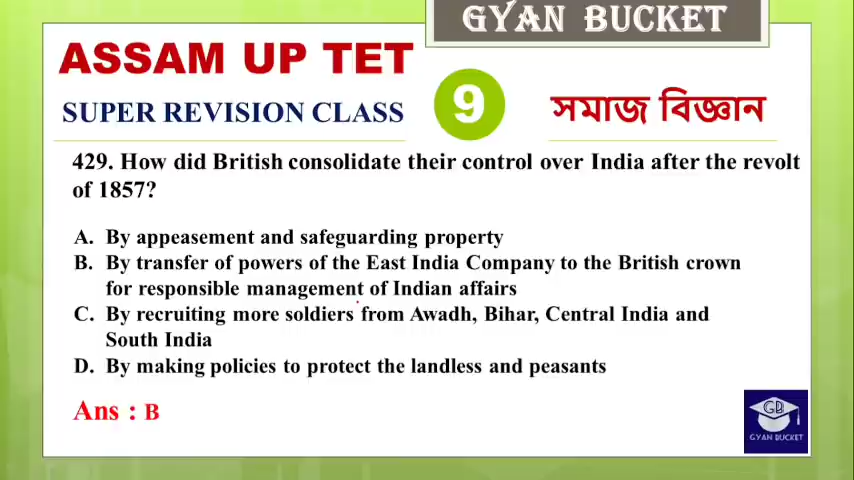 GYAN BUCKET
ASSAM UP TET
SUPER REVISION CLASS
9
সমাজ বিজ্ঞান
429. How did British consolidate their control over India after the revolt
of 1857?
A. By appeasement and safeguarding property
B. By transfer of powers of the East India Company to the British crown
for responsible management of Indian affairs
C. By recruiting more soldiers from Awadh, Bihar, Central India and
South India
D. By making policies to protect the landless and peasants
Ans : B
GB
GYAN BUCKET